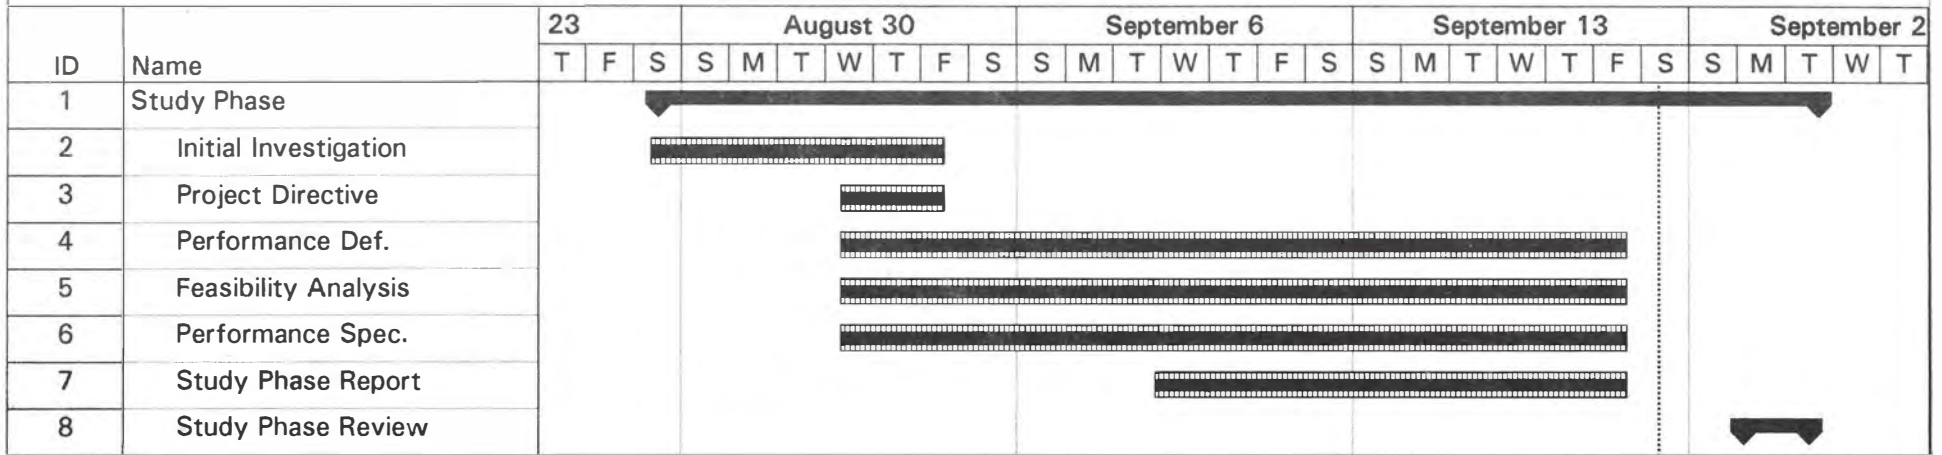 23 August 30 September 6 September 13 September 2
ID Name T F S S M T W T F S S M T W T F S S M T W T F S S M T W T
1 Study Phase
2 Initial Investigation
3 Project Directive
4 Performance Def.
5 Feasibility Analysis
6 Performance Spec.
7 Study Phase Report
8 Study Phase Review